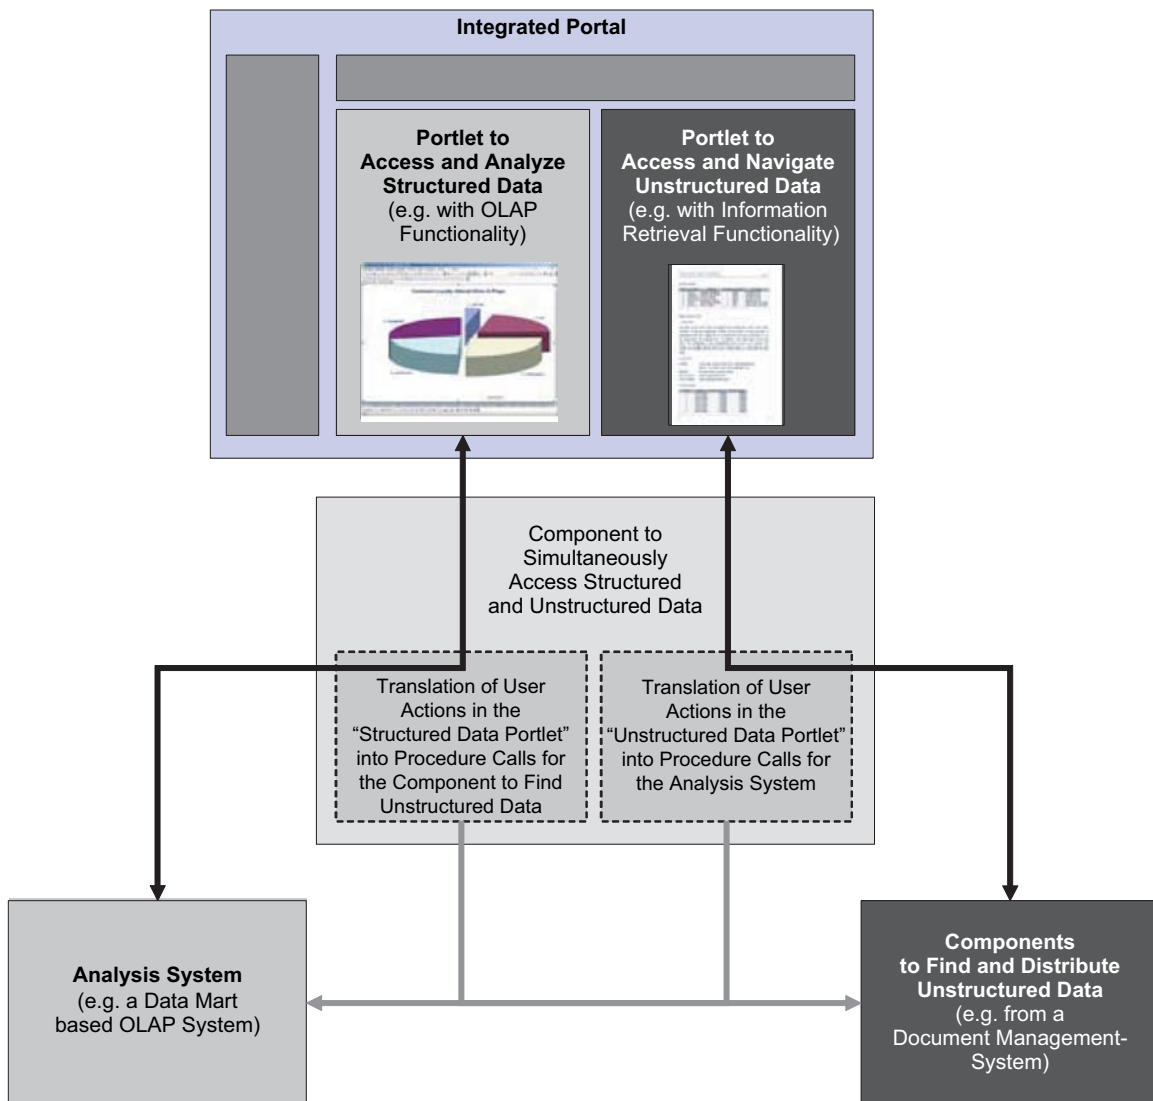 Integrated Portal
Portlet to
Access and Analyze
Structured Data
(e.g. with OLAP
Functionality)
Portlet to
Access and Navigate
Unstructured Data
(e.g. with Information
Retrieval Functionality)
Component to
Simultaneously
Access Structured
and Unstructured Data
Translation of User
Actions in the
“Structured Data Portlet”
into Procedure Calls for
the Component to Find
Unstructured Data
Translation of User
Actions in the
“Unstructured Data Portlet”
into Procedure Calls for
the Analysis System
Analysis System
(e.g. a Data Mart
based OLAP System)
Components
to Find and Distribute
Unstructured Data
(e.g. from a
Document Management-
System)